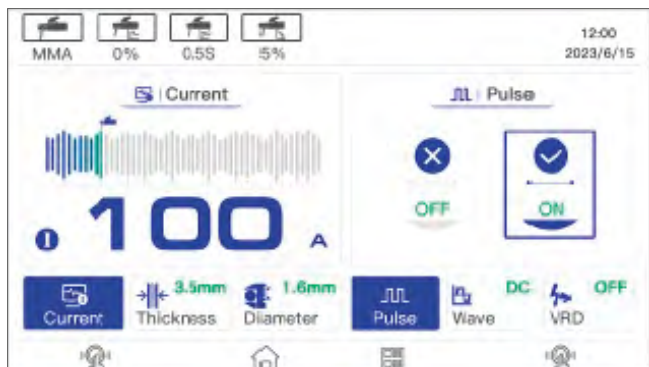 MMA 0% 0.5S 5%
12:00
2023/6/15
Current
Pulse
100 A
OFF
ON
Current
3.5mm
Thickness
1.6mm
Diameter
Pulse
DC
Wave
OFF
VRD